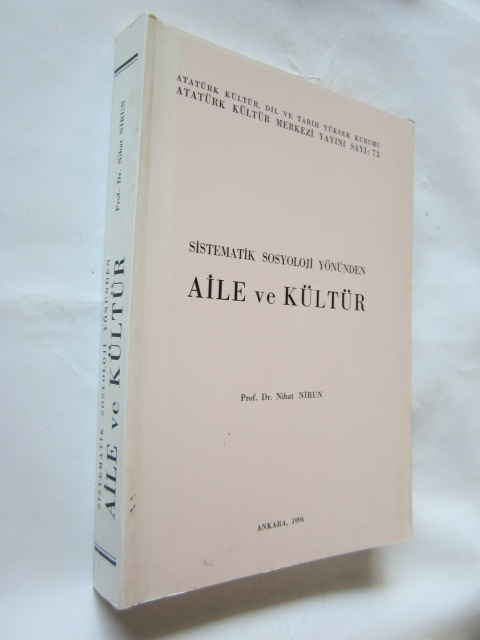 ATATÜRK KÜLTÜR, DİL VE TARİH YÜKSEK KURUMU
ATATÜRK KÜLTÜR MERKEZİ YAYINI SAYI: 73
SİSTEMATİK SOSYOLOJİ YÖNÜNDEN
AİLE ve KÜLTÜR
Prof. Dr. Nihat NİRUN
ANKARA, 1994
SİSTEMATİK SOSYOLOJİ YÖNÜNDEN
AİLE ve KÜLTÜR
Prof. Dr. Nihat NİRUN